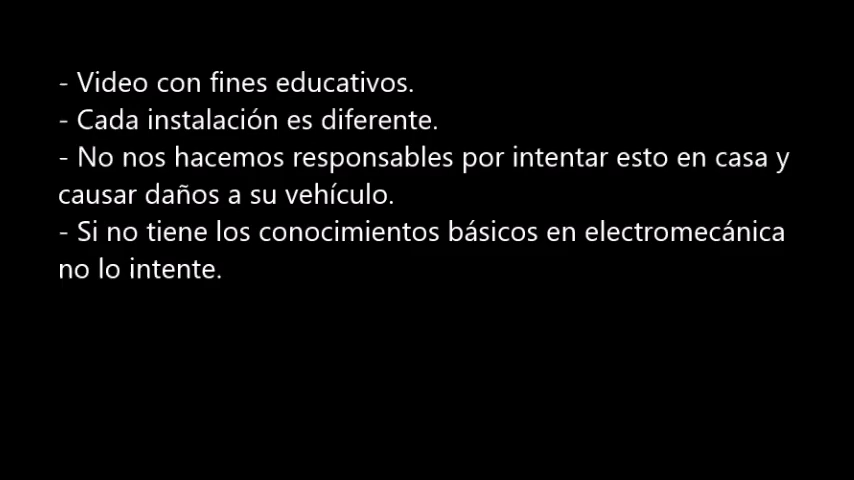 - Video con fines educativos.
- Cada instalación es diferente.
- No nos hacemos responsables por intentar esto en casa y
causar daños a su vehículo.
- Si no tiene los conocimientos básicos en electromecánica
no lo intente.